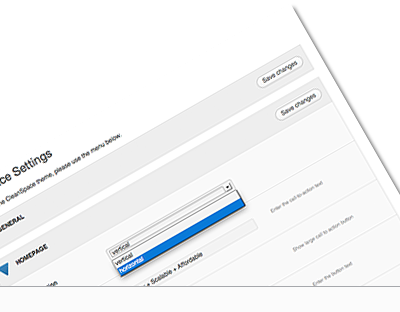 Save changes
ce Settings
he CleanSpace theme, please use the menu below.
Save changes
GENERAL
HOMEPAGE
vertical
vertical
horizontal
Enter the call to action text
Scalable + Affordable
Show large call to action button
Enter the button text